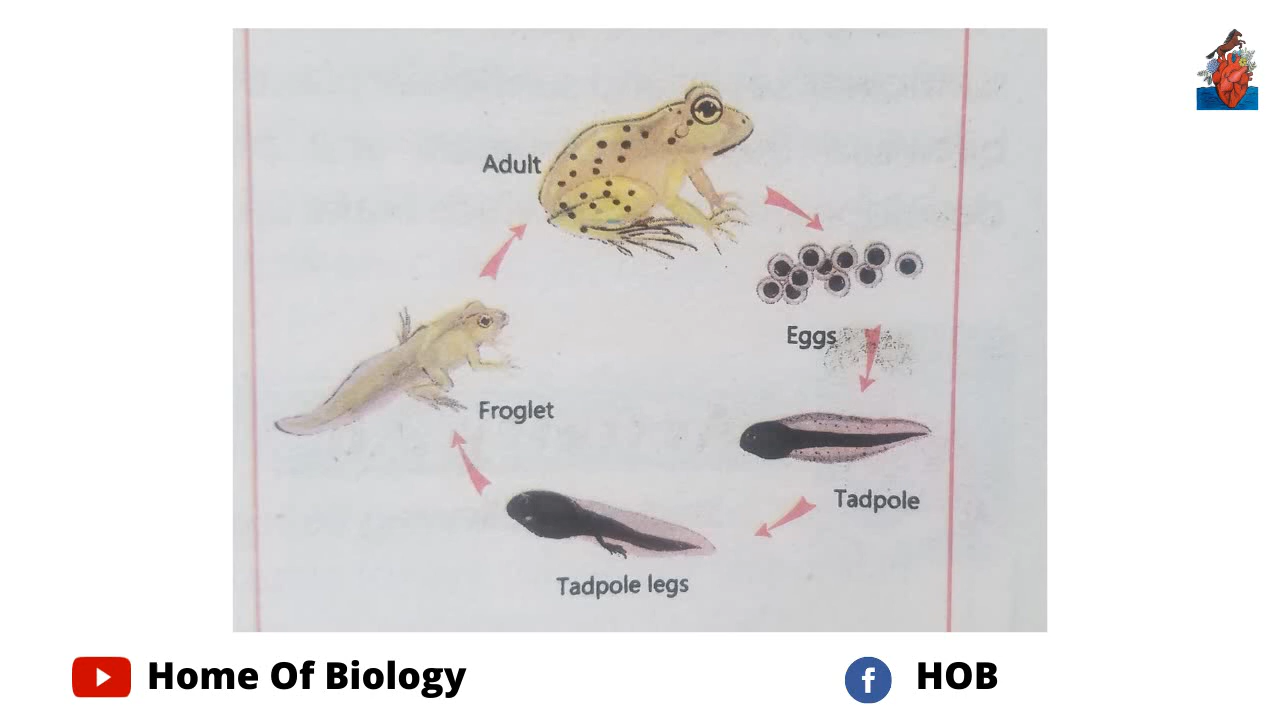 Adult
Eggs
Tadpole
Tadpole legs
Froglet
Home Of Biology
HOB